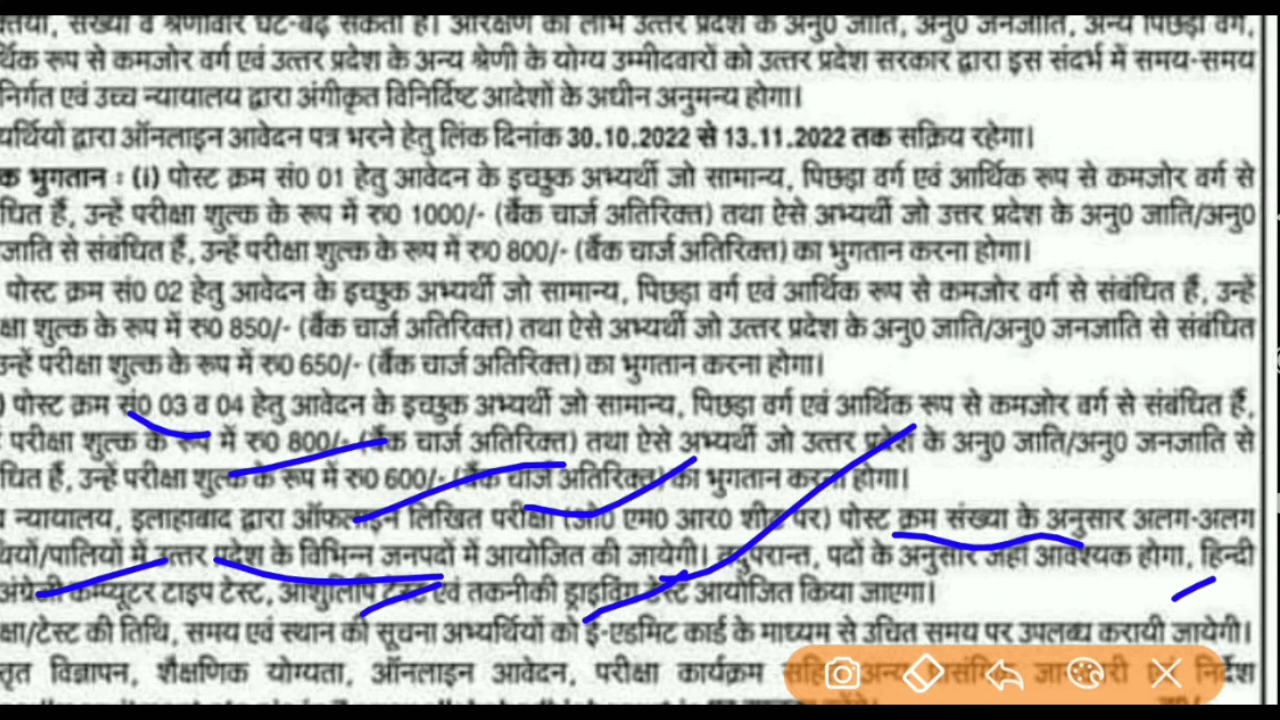 संख्या व श्रेणीवार घट-बढ़ सकती है। आरक्षण का लाभ उत्तर प्रदेश के अनु0 जाति, अनु0 जनजाति, अन्य पिछड़ा वर्ग,
र्थिक रूप से कमजोर वर्ग एवं उत्तर प्रदेश के अन्य श्रेणी के योग्य उम्मीदवारों को उत्तर प्रदेश सरकार द्वारा इस संदर्भ में समय-समय
निर्गत एवं उच्च न्यायालय द्वारा अंगीकृत विनिर्दिष्ट आदेशों के अधीन अनुमन्य होगा।
यर्थियों द्वारा ऑनलाइन आवेदन पत्र भरने हेतु लिंक दिनांक 30.10.2022 से 13.11.2022 तक सक्रिय रहेगा।
क भुगतान : (i) पोस्ट क्रम सं0 01 हेतु आवेदन के इच्छुक अभ्यर्थी जो सामान्य, पिछड़ा वर्ग एवं आर्थिक रूप से कमजोर वर्ग से
धित हैं, उन्हें परीक्षा शुल्क के रूप में रु0 1000/- (बैंक चार्ज अतिरिक्त) तथा ऐसे अभ्यर्थी जो उत्तर प्रदेश के अनु0 जाति/अनु0
जाति से संबंधित हैं, उन्हें परीक्षा शुल्क के रूप में रु0 800/- (बैंक चार्ज अतिरिक्त) का भुगतान करना होगा।
पोस्ट क्रम सं0 02 हेतु आवेदन के इच्छुक अभ्यर्थी जो सामान्य, पिछड़ा वर्ग एवं आर्थिक रूप से कमजोर वर्ग से संबंधित हैं, उन्हें
क्षा शुल्क के रूप में रु0 850/- (बैंक चार्ज अतिरिक्त) तथा ऐसे अभ्यर्थी जो उत्तर प्रदेश के अनु0 जाति/अनु0 जनजाति से संबंधित
उन्हें परीक्षा शुल्क के रूप में रु0 650/- (बैंक चार्ज अतिरिक्त) का भुगतान करना होगा।
) पोस्ट क्रम सं0 03 व 04 हेतु आवेदन के इच्छुक अभ्यर्थी जो सामान्य, पिछड़ा वर्ग एवं आर्थिक रूप से कमजोर वर्ग से संबंधित हैं,
परीक्षा शुल्क के रूप में रु0 800/- (बैंक चार्ज अतिरिक्त) तथा ऐसे अभ्यर्थी जो उत्तर प्रदेश के अनु0 जाति/अनु0 जनजाति से
धित हैं, उन्हें परीक्षा शुल्क के रूप में रु0 600/- (बैंक चार्ज अतिरिक्त) का भुगतान करना होगा।
न्यायालय, इलाहाबाद द्वारा ऑफलाइन लिखित परीक्षा (ओ0 एम0 आर0 शीट पर) पोस्ट क्रम संख्या के अनुसार अलग-अलग
थियों/पालियों में उत्तर प्रदेश के विभिन्न जनपदों में आयोजित की जायेगी। तदुपरान्त, पदों के अनुसार जहां आवश्यक होगा, हिन्दी
अंग्रेजी कम्प्यूटर टाइप टेस्ट, आशुलिपि टेस्ट एवं तकनीकी ड्राइविंग टेस्ट आयोजित किया जाएगा।
क्षा/टेस्ट की तिथि, समय एवं स्थान की सूचना अभ्यर्थियों को ई-एडमिट कार्ड के माध्यम से उचित समय पर उपलब्ध करायी जायेगी।
तृत विज्ञापन, शैक्षणिक योग्यता, ऑनलाइन आवेदन, परीक्षा कार्यक्रम सहित अन्य प्रासंगिक जानकारी एवं निर्देश